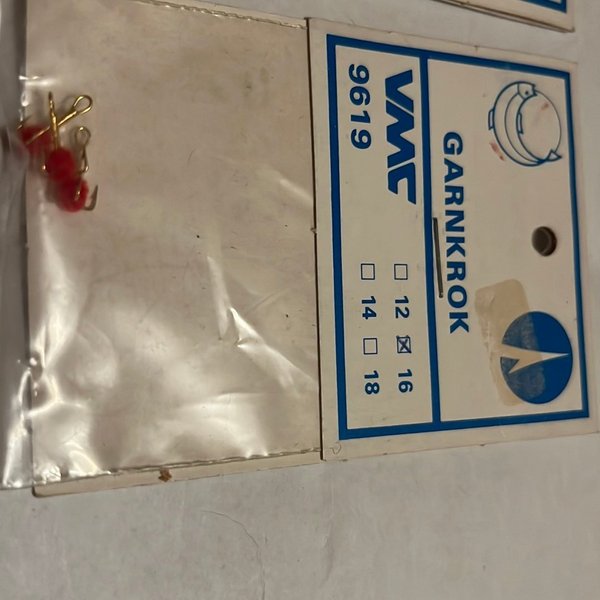 GARNKROK
VMC
9619
☐ 12 ☒ 16
☐ 14 ☐ 18